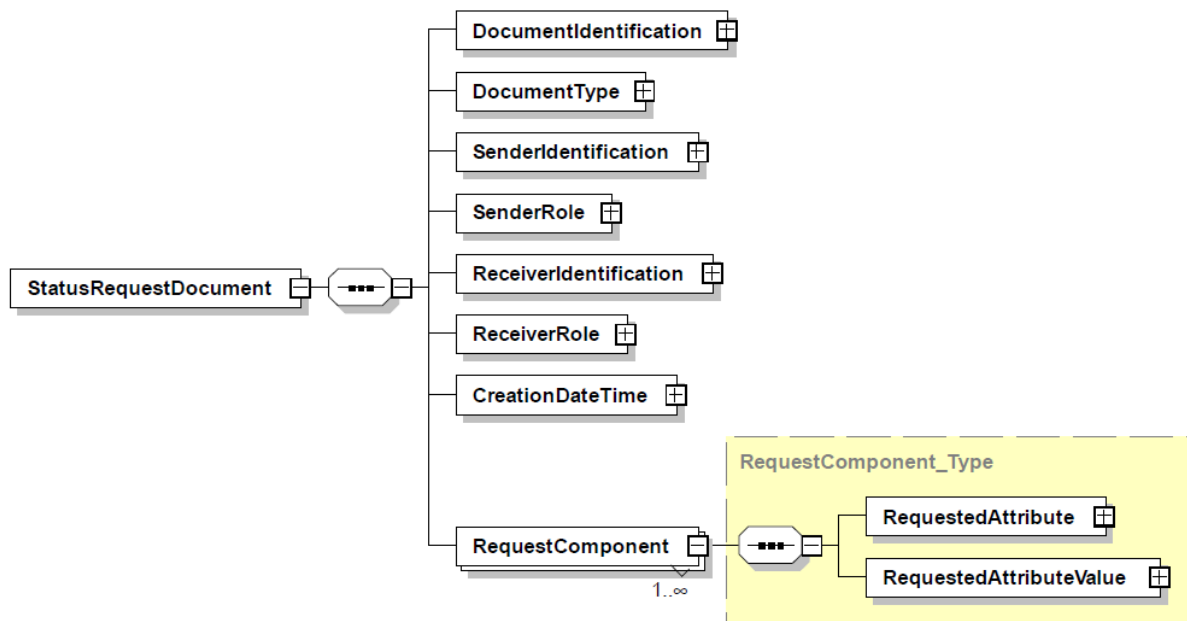 DocumentIdentification
DocumentType
SenderIdentification
SenderRole
StatusRequestDocument
ReceiverIdentification
ReceiverRole
CreationDateTime
RequestComponent_Type
RequestedAttribute
RequestComponent
RequestedAttributeValue
1..∞